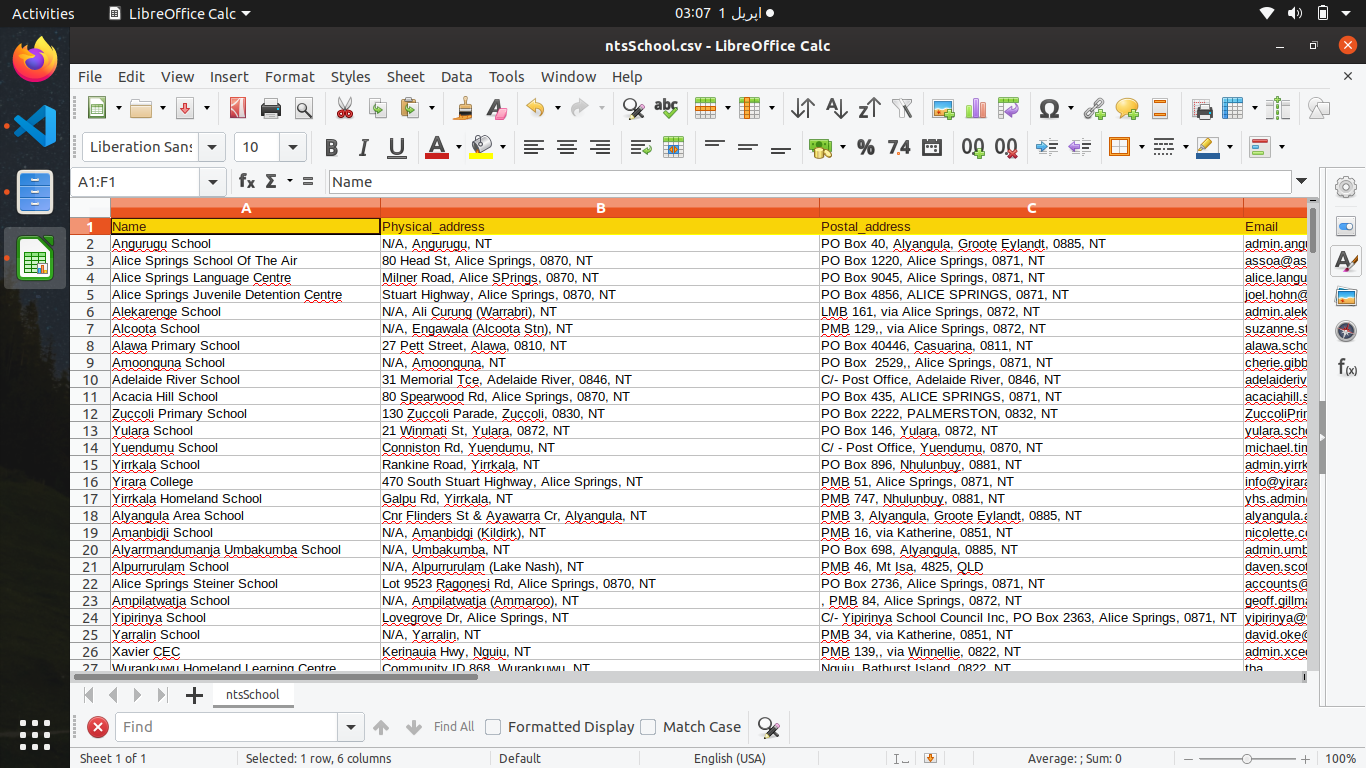 Activities LibreOffice Calc 03:07 1 اپریل
ntsSchool.csv - LibreOffice Calc
File Edit View Insert Format Styles Sheet Data Tools Window Help
Liberation Sans 10
A1:F1 Name
A B C
1 Name Physical_address Postal_address Email
2 Angurugu School N/A, Angurugu, NT PO Box 40, Alyangula, Groote Eylandt, 0885, NT admin.angu
3 Alice Springs School Of The Air 80 Head St, Alice Springs, 0870, NT PO Box 1220, Alice Springs, 0871, NT assoa@as
4 Alice Springs Language Centre Milner Road, Alice SPrings, 0870, NT PO Box 9045, Alice Springs, 0871, NT alice.langu
5 Alice Springs Juvenile Detention Centre Stuart Highway, Alice Springs, 0870, NT PO Box 4856, ALICE SPRINGS, 0871, NT joel.hohn@
6 Alekarenge School N/A, Ali Curung (Warrabri), NT LMB 161, via Alice Springs, 0872, NT admin.alek
7 Alcoota School N/A, Engawala (Alcoota Stn), NT PMB 129,, via Alice Springs, 0872, NT suzanne.st
8 Alawa Primary School 27 Pett Street, Alawa, 0810, NT PO Box 40446, Casuarina, 0811, NT alawa.scho
9 Amoonguna School N/A, Amoonguna, NT PO Box  2529,, Alice Springs, 0871, NT cherie.gibb
10 Adelaide River School 31 Memorial Tce, Adelaide River, 0846, NT C/- Post Office, Adelaide River, 0846, NT adelaideriv
11 Acacia Hill School 80 Spearwood Rd, Alice Springs, 0870, NT PO Box 435, ALICE SPRINGS, 0871, NT acaciahill.s
12 Zuccoli Primary School 130 Zuccoli Parade, Zuccoli, 0830, NT PO Box 2222, PALMERSTON, 0832, NT ZuccoliPrin
13 Yulara School 21 Winmati St, Yulara, 0872, NT PO Box 146, Yulara, 0872, NT yulara.scho
14 Yuendumu School Conniston Rd, Yuendumu, NT C/ - Post Office, Yuendumu, 0870, NT michael.tim
15 Yirrkala School Rankine Road, Yirrkala, NT PO Box 896, Nhulunbuy, 0881, NT admin.yirrk
16 Yirara College 470 South Stuart Highway, Alice Springs, NT PMB 51, Alice Springs, 0871, NT info@yirara
17 Yirrkala Homeland School Galpu Rd, Yirrkala, NT PMB 747, Nhulunbuy, 0881, NT yhs.admin
18 Alyangula Area School Cnr Flinders St & Ayawarra Cr, Alyangula, NT PMB 3, Alyangula, Groote Eylandt, 0885, NT alyangula.a
19 Amanbidji School N/A, Amanbidgi (Kildirk), NT PMB 16, via Katherine, 0851, NT nicolette.co
20 Alyarrmandumanja Umbakumba School N/A, Umbakumba, NT PO Box 698, Alyangula, 0885, NT admin.umb
21 Alpurrurulam School N/A, Alpurrurulam (Lake Nash), NT PMB 46, Mt Isa, 4825, QLD daven.scot
22 Alice Springs Steiner School Lot 9523 Ragonesi Rd, Alice Springs, 0870, NT PO Box 2736, Alice Springs, 0871, NT accounts@
23 Ampilatwatja School N/A, Ampilatwatja (Ammaroo), NT , PMB 84, Alice Springs, 0872, NT geoff.gillma
24 Yipirinya School Lovegrove Dr, Alice Springs, NT C/- Yipirinya School Council Inc, PO Box 2363, Alice Springs, 0871, NT yipirinya@
25 Yarralin School N/A, Yarralin, NT PMB 34, via Katherine, 0851, NT david.oke@
26 Xavier CEC Kerinauia Hwy, Nguiu, NT PMB 139,, via Winnellie, 0822, NT admin.xcec
27 Wurankuwu Homeland Learning Centre Community ID 868, Wurankuwu, NT Nguiu, Bathurst Island, 0822, NT tba
ntsSchool
Find Find All Formatted Display Match Case
Sheet 1 of 1 Selected: 1 row, 6 columns Default English (USA) Average: ; Sum: 0 100%